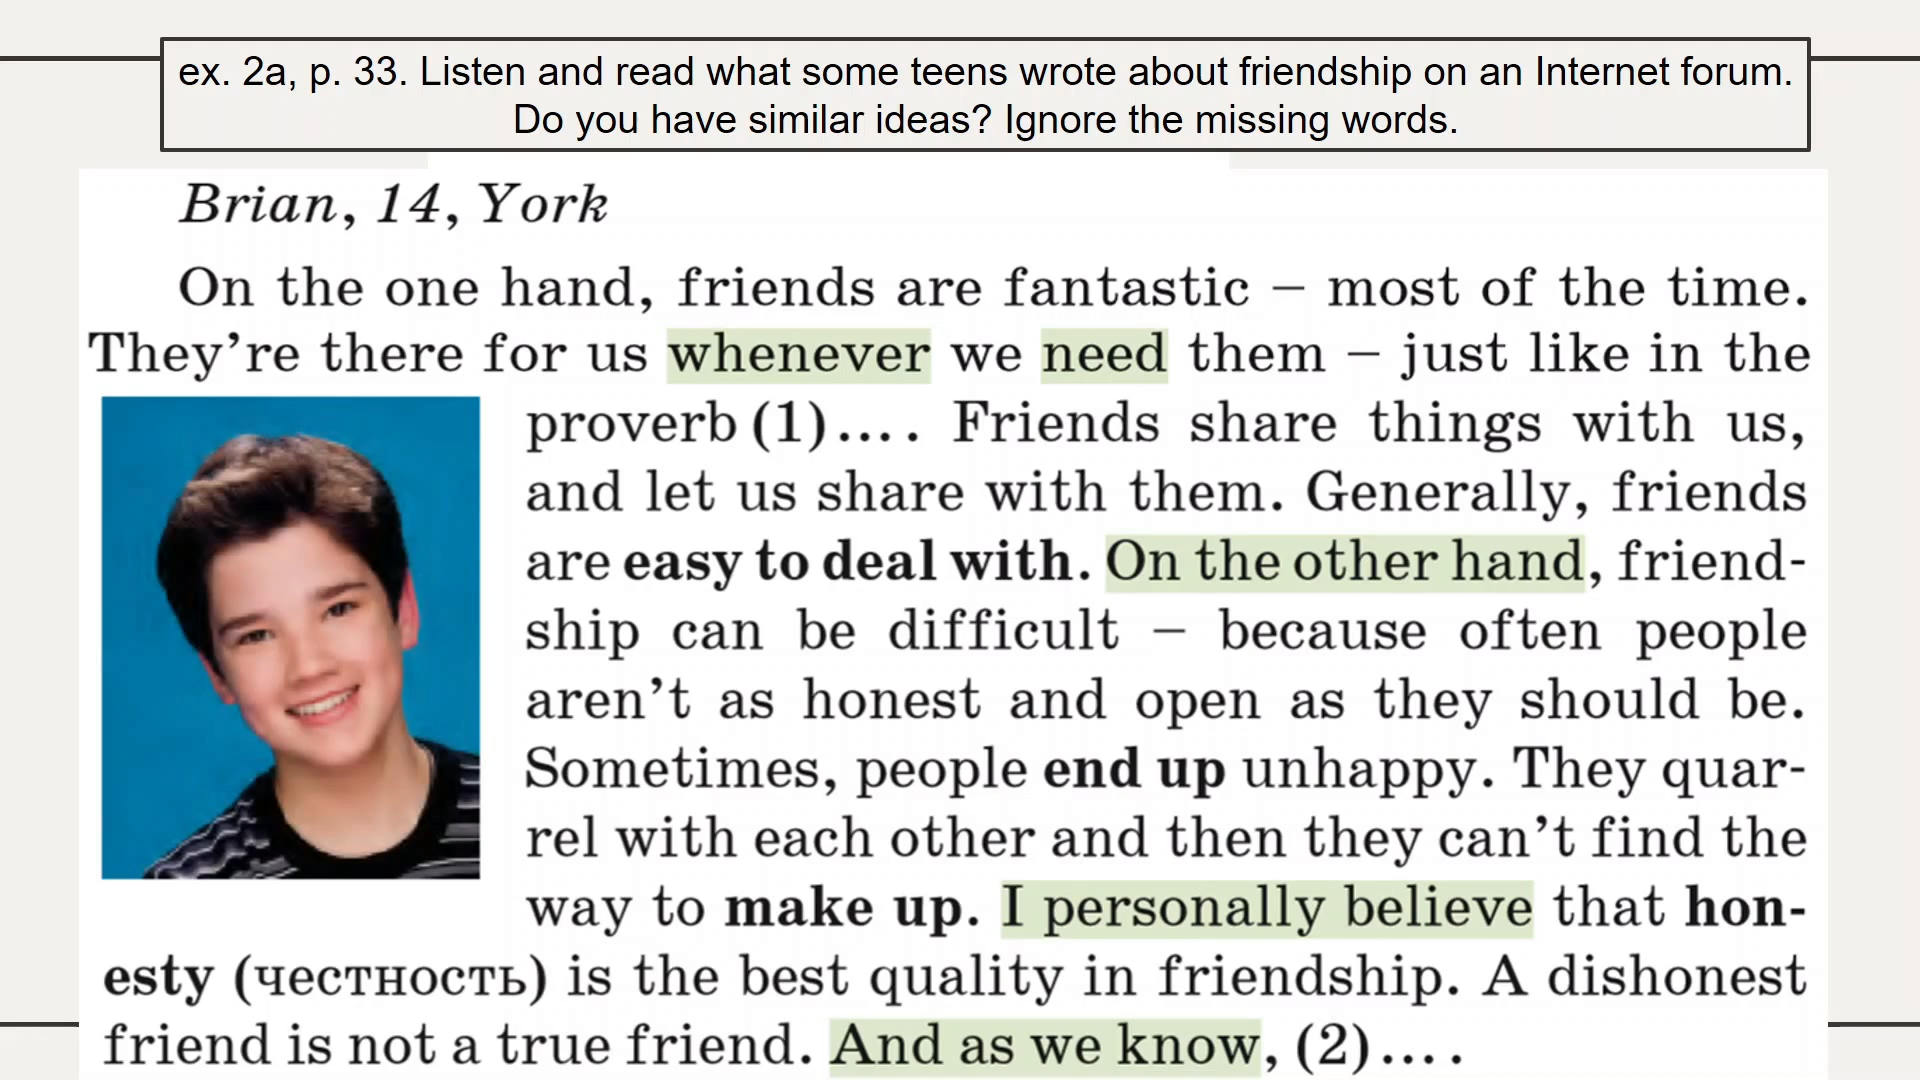 ex. 2a, p. 33. Listen and read what some teens wrote about friendship on an Internet forum.
Do you have similar ideas? Ignore the missing words.
Brian, 14, York
On the one hand, friends are fantastic – most of the time.
They’re there for us whenever we need them – just like in the
proverb (1) .... Friends share things with us,
and let us share with them. Generally, friends
are easy to deal with. On the other hand, friend-
ship can be difficult – because often people
aren’t as honest and open as they should be.
Sometimes, people end up unhappy. They quar-
rel with each other and then they can’t find the
way to make up. I personally believe that hon-
esty (честность) is the best quality in friendship. A dishonest
friend is not a true friend. And as we know, (2) ....